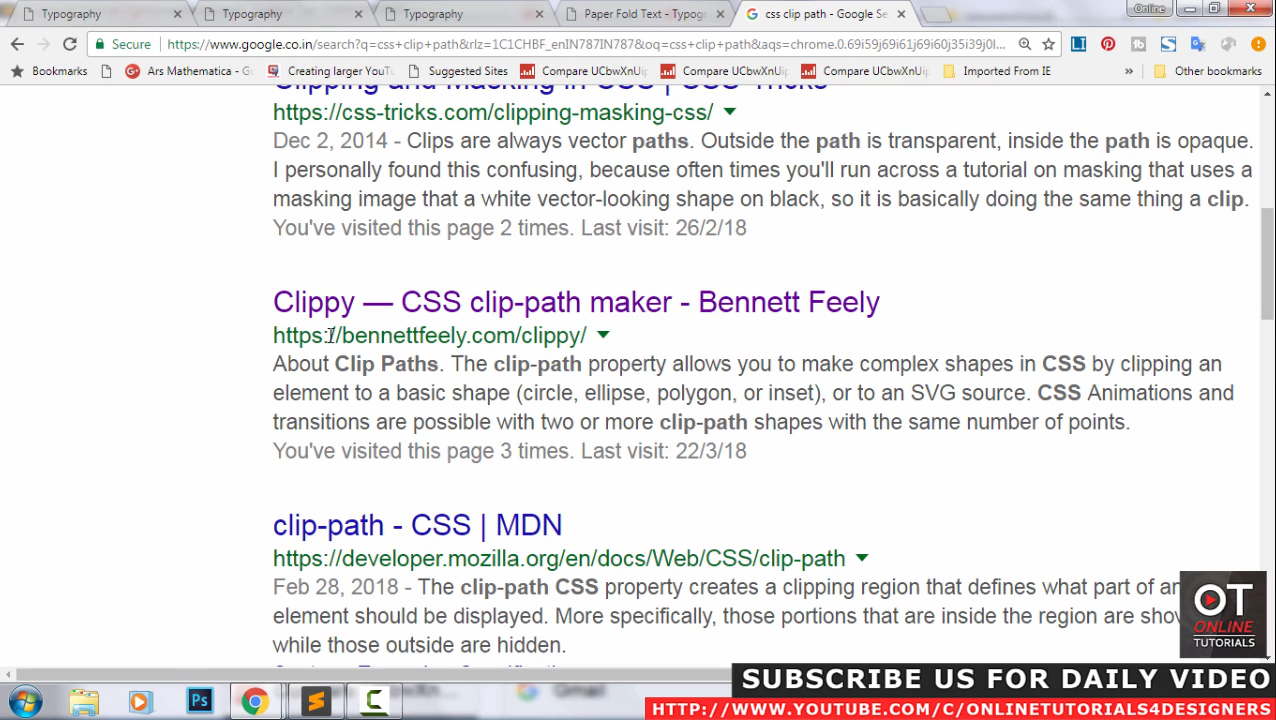 Typography
Typography
Typography
Paper Fold Text - Typogr
css clip path - Google Se
Online
Secure
https://www.google.co.in/search?q=css+clip+path&rlz=1C1CHBF_enIN787IN787&oq=css+clip+path&aqs=chrome.0.69i59j69i61j69i60j35i39j0l...
Bookmarks
Ars Mathematica - Go
Creating larger YouT
Suggested Sites
Compare UCbwXnUip
Compare UCbwXnUip
Compare UCbwXnUip
Imported From IE
»
Other bookmarks
Clipping and Masking in CSS | CSS-Tricks
https://css-tricks.com/clipping-masking-css/
Dec 2, 2014 - Clips are always vector paths. Outside the path is transparent, inside the path is opaque.
I personally found this confusing, because often times you'll run across a tutorial on masking that uses a
masking image that a white vector-looking shape on black, so it is basically doing the same thing a clip.
You've visited this page 2 times. Last visit: 26/2/18
Clippy — CSS clip-path maker - Bennett Feely
https://bennettfeely.com/clippy/
About Clip Paths. The clip-path property allows you to make complex shapes in CSS by clipping an
element to a basic shape (circle, ellipse, polygon, or inset), or to an SVG source. CSS Animations and
transitions are possible with two or more clip-path shapes with the same number of points.
You've visited this page 3 times. Last visit: 22/3/18
clip-path - CSS | MDN
https://developer.mozilla.org/en/docs/Web/CSS/clip-path
Feb 28, 2018 - The clip-path CSS property creates a clipping region that defines what part of an
element should be displayed. More specifically, those portions that are inside the region are
while those outside are hidden.
OT
ONLINE
TUTORIALS
Ps
Gmail
SUBSCRIBE US FOR DAILY VIDEO
HTTP://WWW.YOUTUBE.COM/C/ONLINETUTORIALS4DESIGNERS